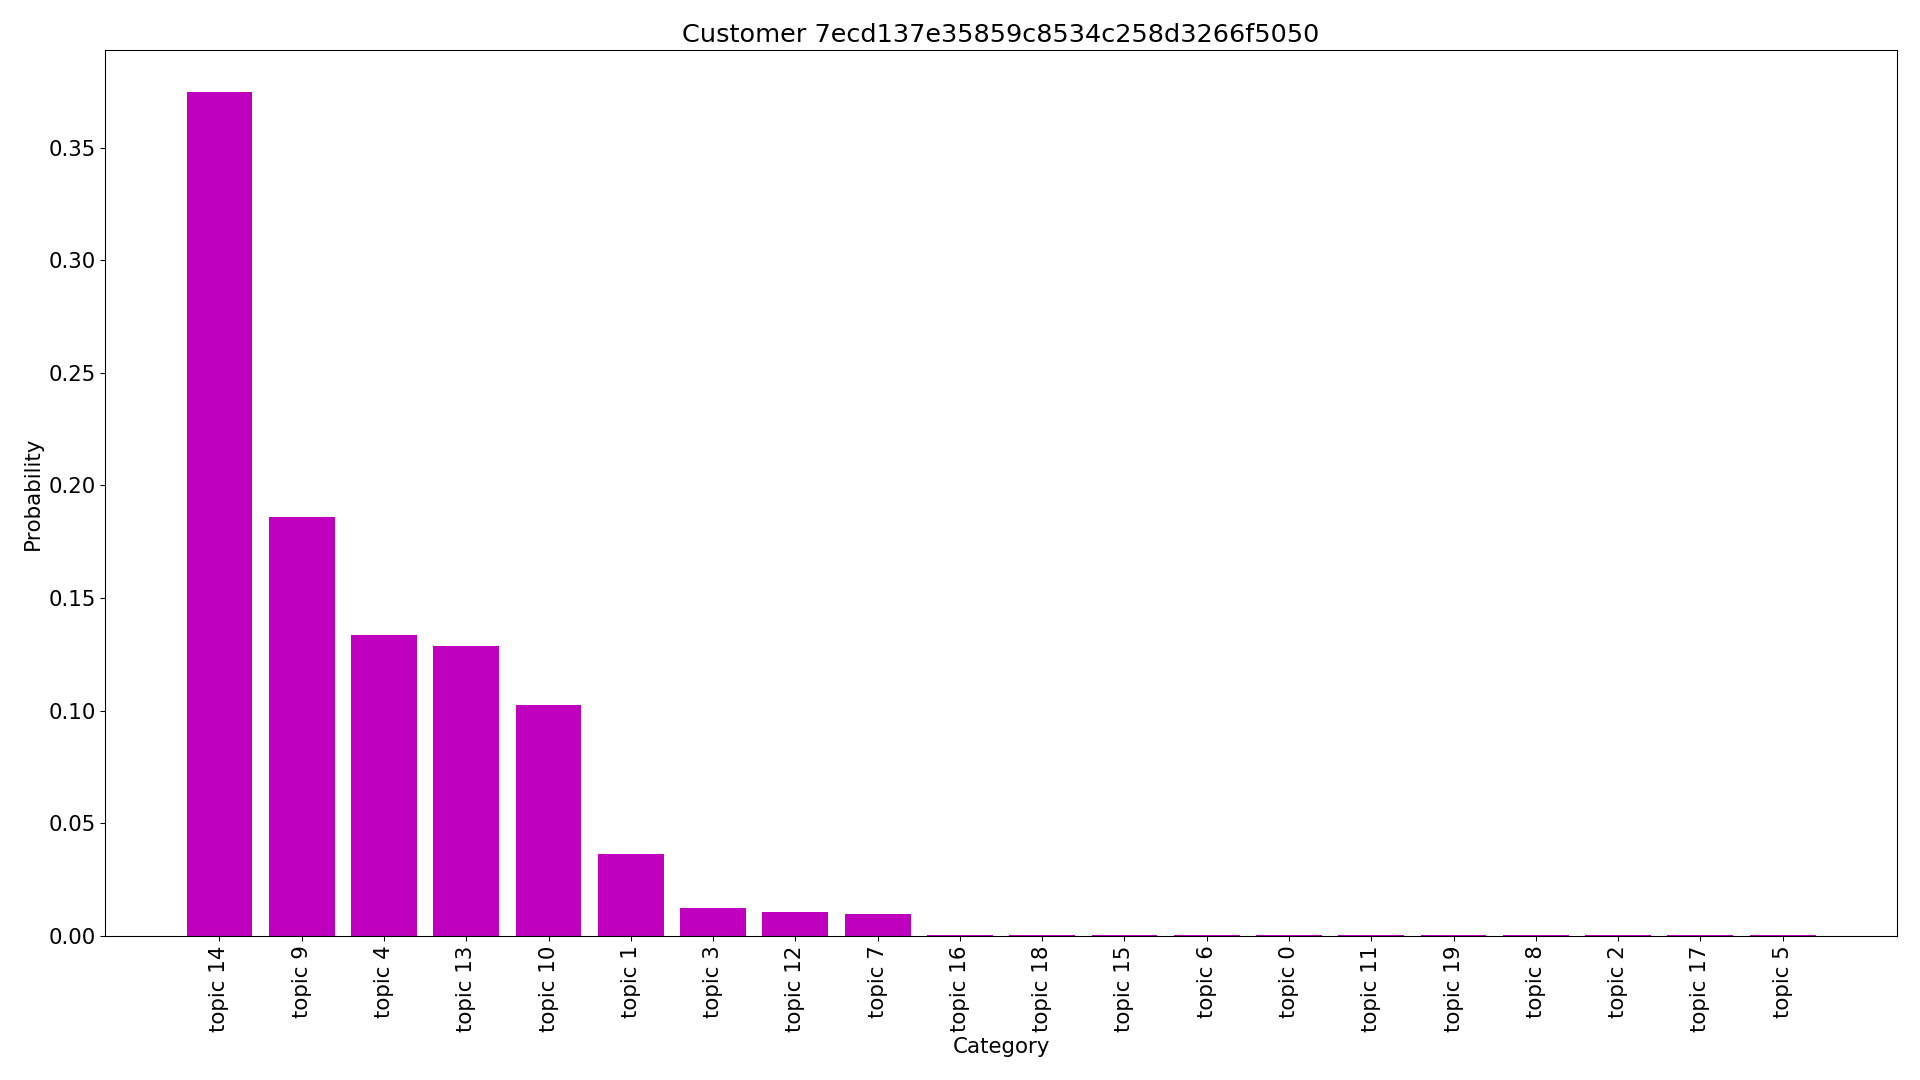 Customer 7ecd137e35859c8534c258d3266f5050
Probability
0.35
0.30
0.25
0.20
0.15
0.10
0.05
0.00
topic 14
topic 9
topic 4
topic 13
topic 10
topic 1
topic 3
topic 12
topic 7
topic 16
topic 18
topic 15
topic 6
topic 0
topic 11
topic 19
topic 8
topic 2
topic 17
topic 5
Category